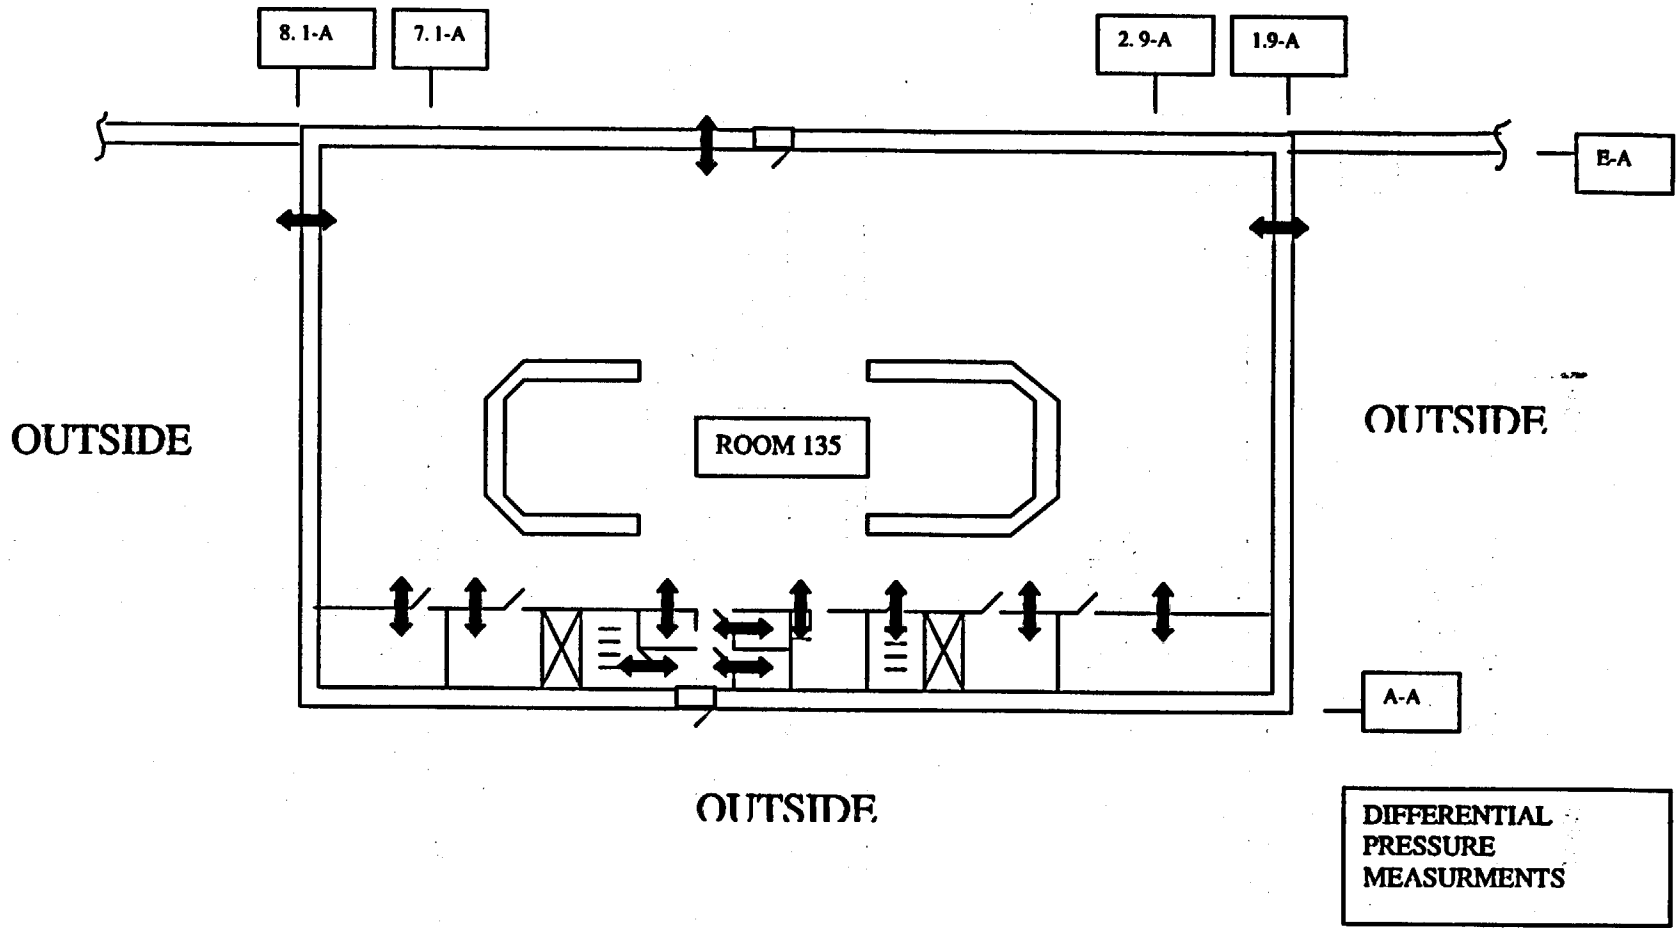 8. 1-A
7. 1-A
2. 9-A
1.9-A
E-A
OUTSIDE
ROOM 135
OUTSIDE
A-A
OUTSIDE
DIFFERENTIAL
PRESSURE
MEASURMENTS